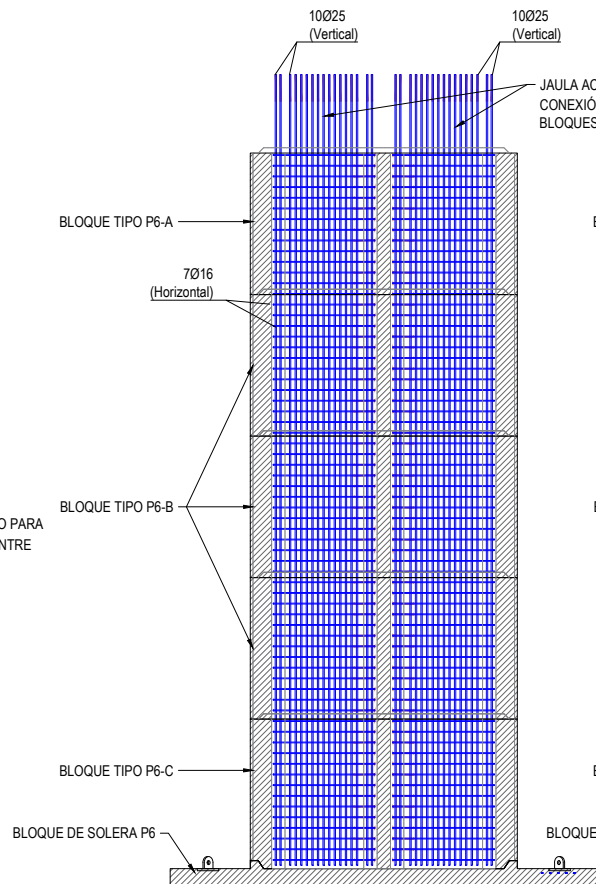 10Ø25
(Vertical)
10Ø25
(Vertical)
JAULA AC
CONEXIÓ
BLOQUES
BLOQUE TIPO P6-A
B
7Ø16
(Horizontal)
BLOQUE TIPO P6-B
B
O PARA
NTRE
BLOQUE TIPO P6-C
B
BLOQUE DE SOLERA P6
BLOQUE